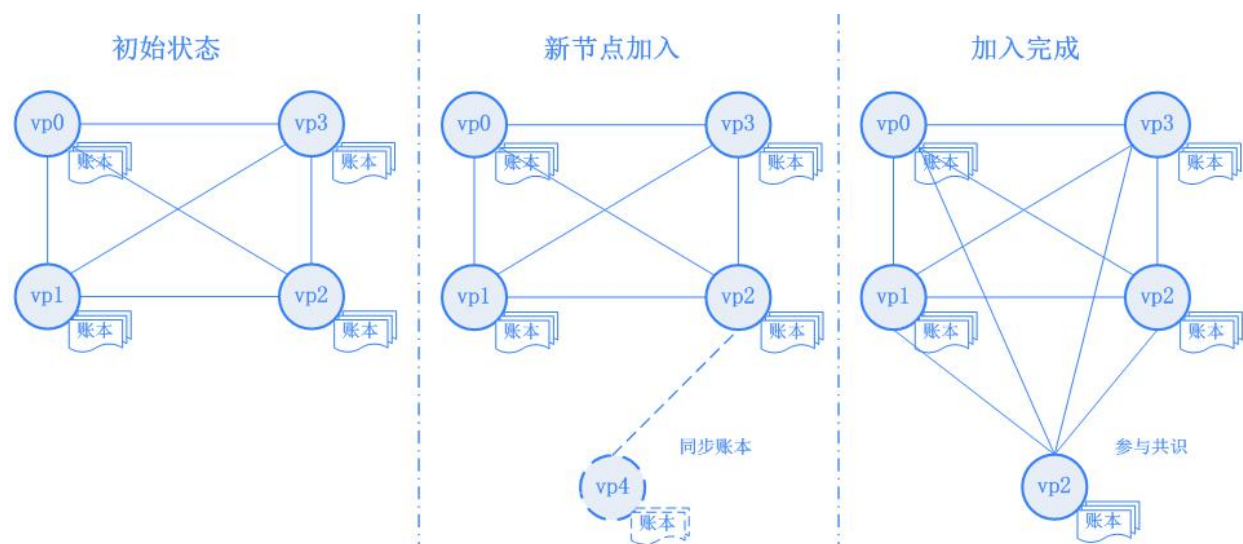 初始状态
新节点加入
加入完成
vp0
vp3
账本
账本
vp1
vp2
账本
账本
vp0
vp3
账本
账本
vp1
vp2
账本
账本
同步账本
vp4
账本
vp0
vp3
账本
账本
vp1
vp2
账本
账本
参与共识
vp2
账本